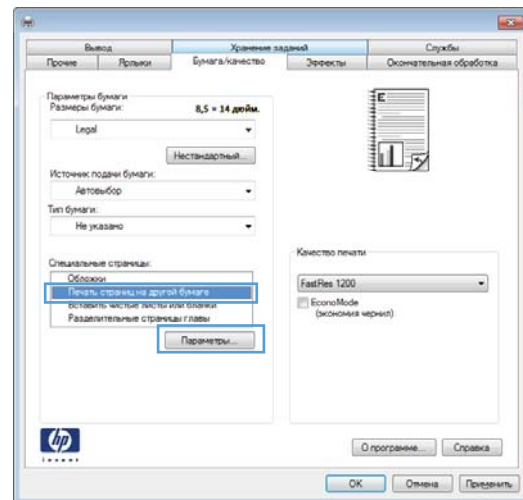 Вывод
Хранение заданий
Службы
Прочие
Ярлыки
Бумага/качество
Эффекты
Окончательная обработка
Параметры бумаги
Размеры бумаги:
8,5 × 14 дюйм.
Legal
Нестандартный...
Источник подачи бумаги:
Автовыбор
Тип бумаги:
Не указано
Специальные страницы:
Обложки
Печать страниц на другой бумаге
Вставить чистые листы или бланки
Разделительные страницы главы
Параметры...
E
Качество печати
FastRes 1200
EconoMode
(экономия чернил)
hp
invent
О программе...
Справка
OK
Отмена
Применить